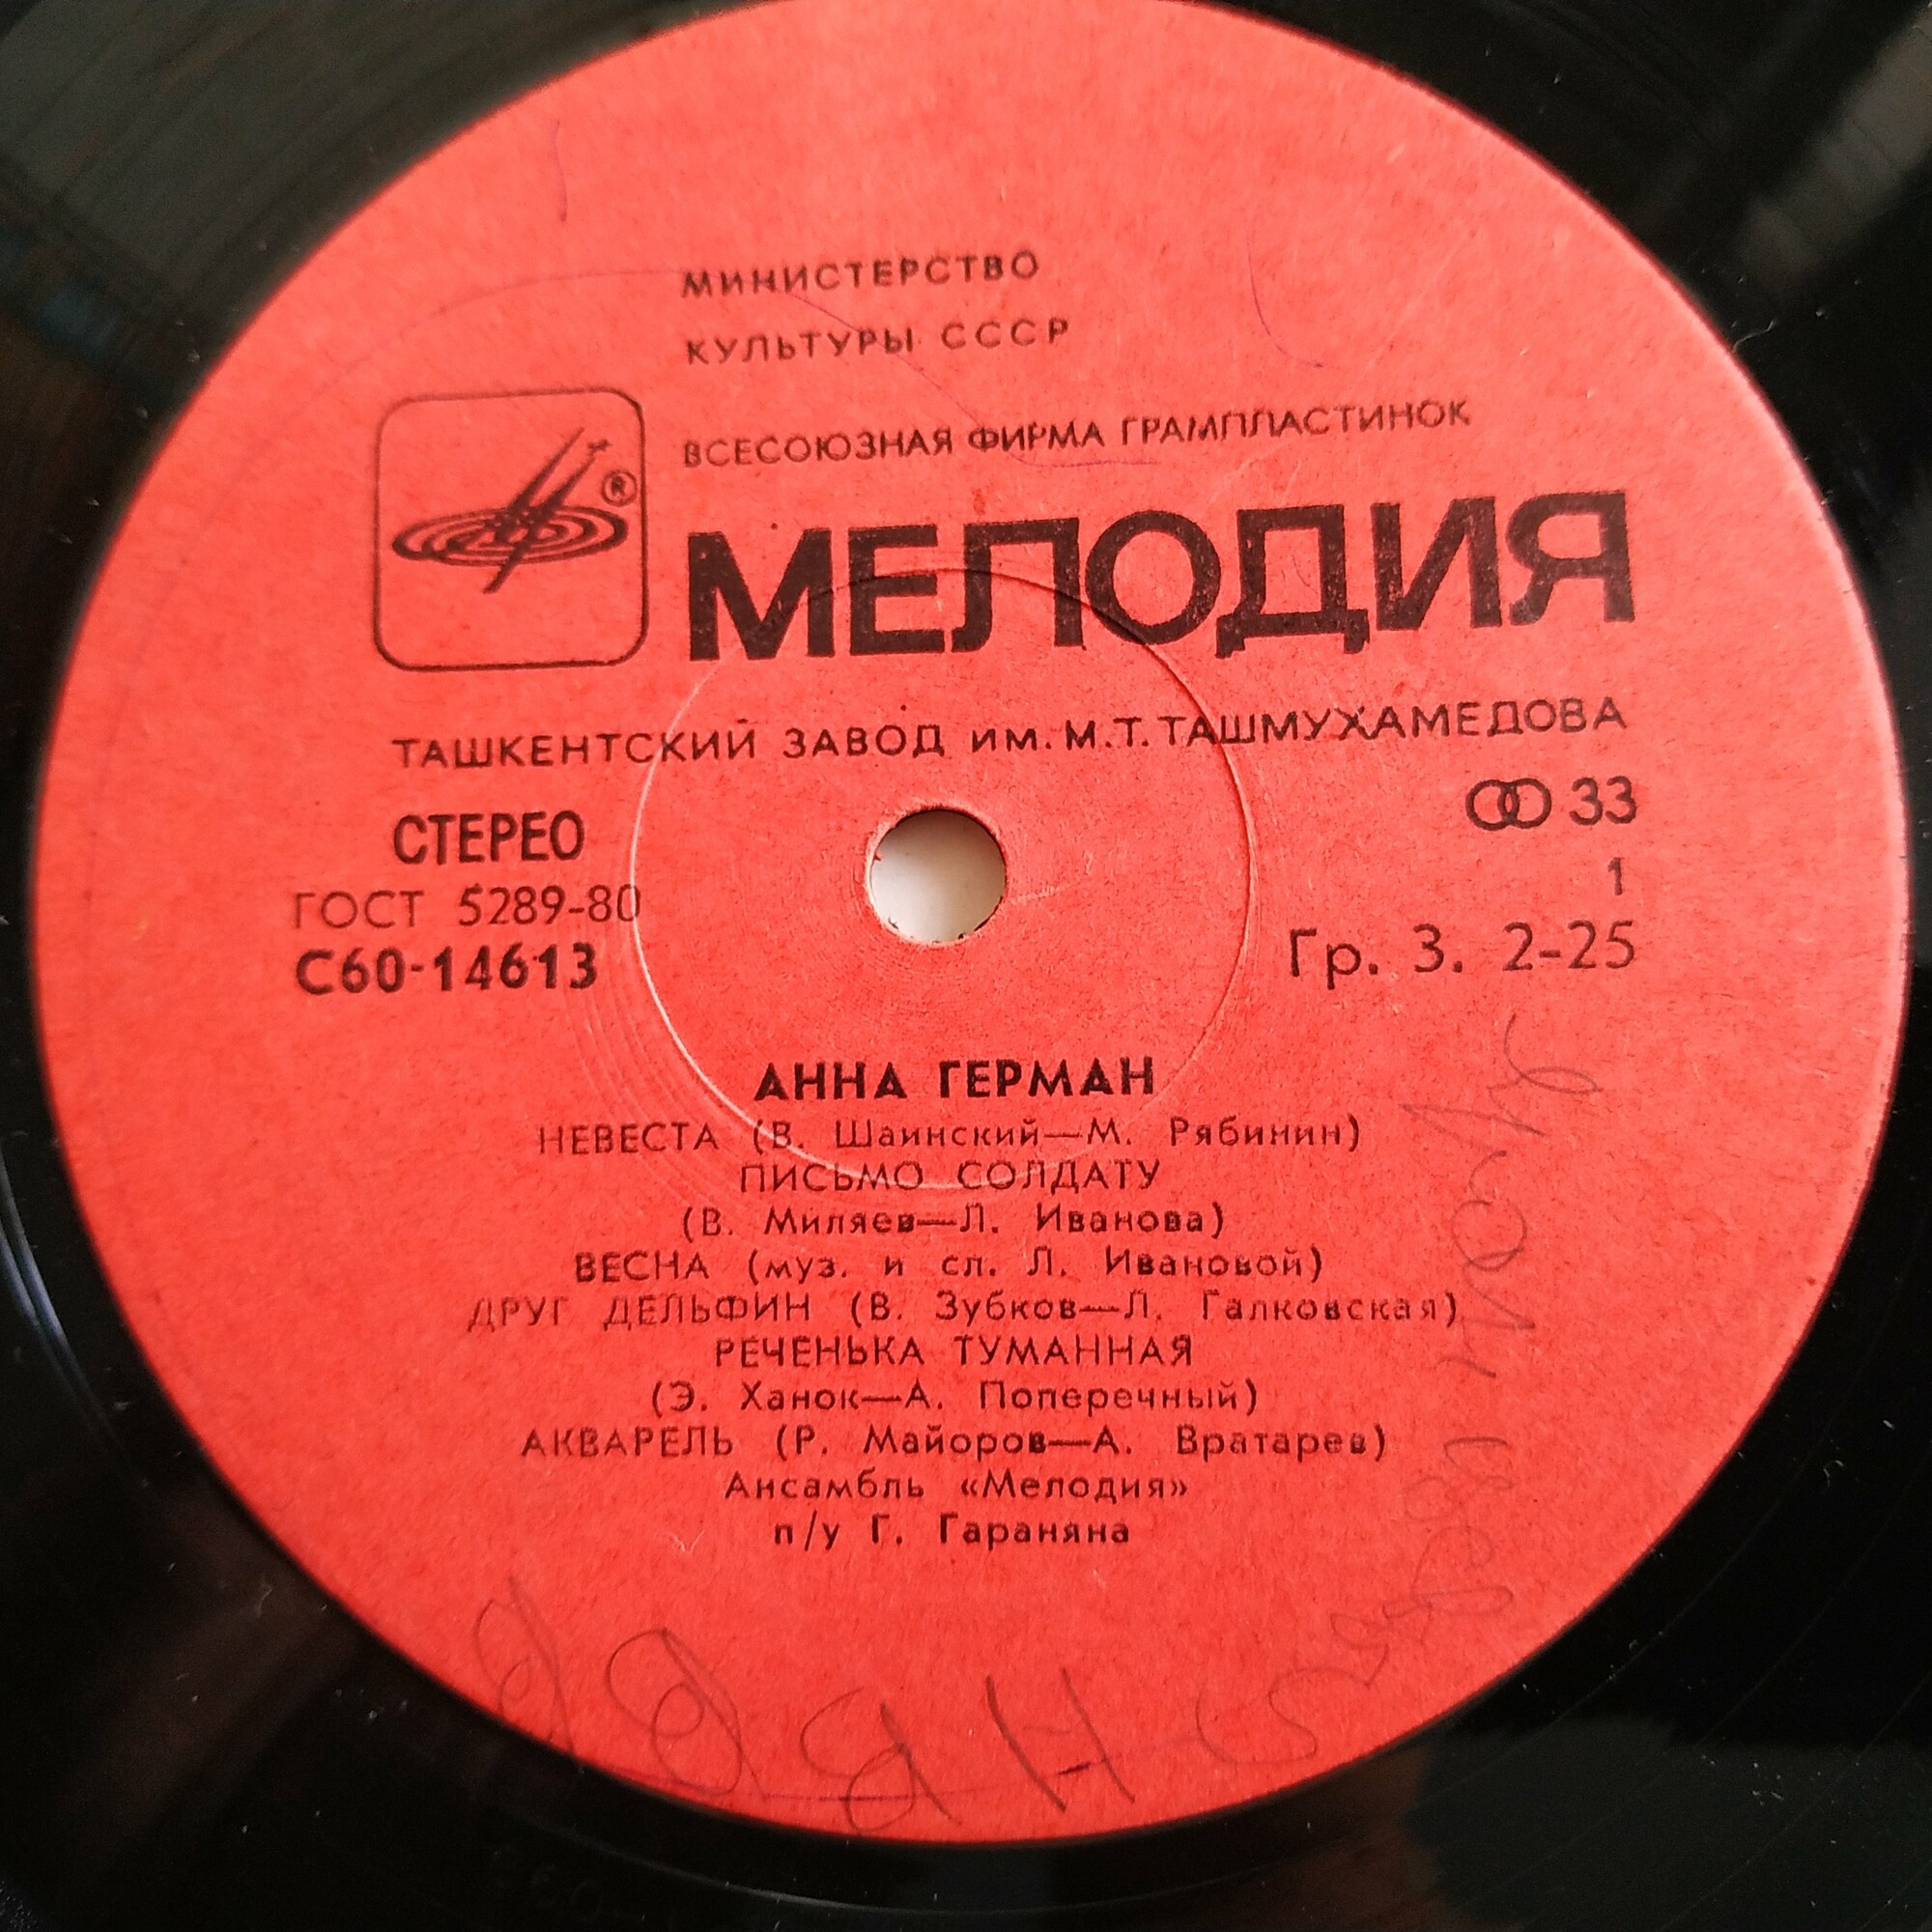 МИНИСТЕРСТВО
КУЛЬТУРЫ СССР
ВСЕСОЮЗНАЯ ФИРМА ГРАМПЛАСТИНОК
®
МЕЛОДИЯ
ТАШКЕНТСКИЙ ЗАВОД ИМ. М.Т. ТАШМУХАМЕДОВА
СТЕРЕО
33
ГОСТ 5289-80
1
С60-14613
Гр. 3. 2-25
АННА ГЕРМАН
НЕВЕСТА (В. Шаинский—М. Рябинин)
ПИСЬМО СОЛДАТУ
(В. Миляев—Л. Иванова)
ВЕСНА (муз. и сл. Л. Ивановой)
ДРУГ ДЕЛЬФИН (В. Зубков—Л. Галковская)
РЕЧЕНЬКА ТУМАННАЯ
(Э. Ханок—А. Поперечный)
АКВАРЕЛЬ (Р. Майоров—А. Вратарев)
Ансамбль «Мелодия»
п/у Г. Гараняна